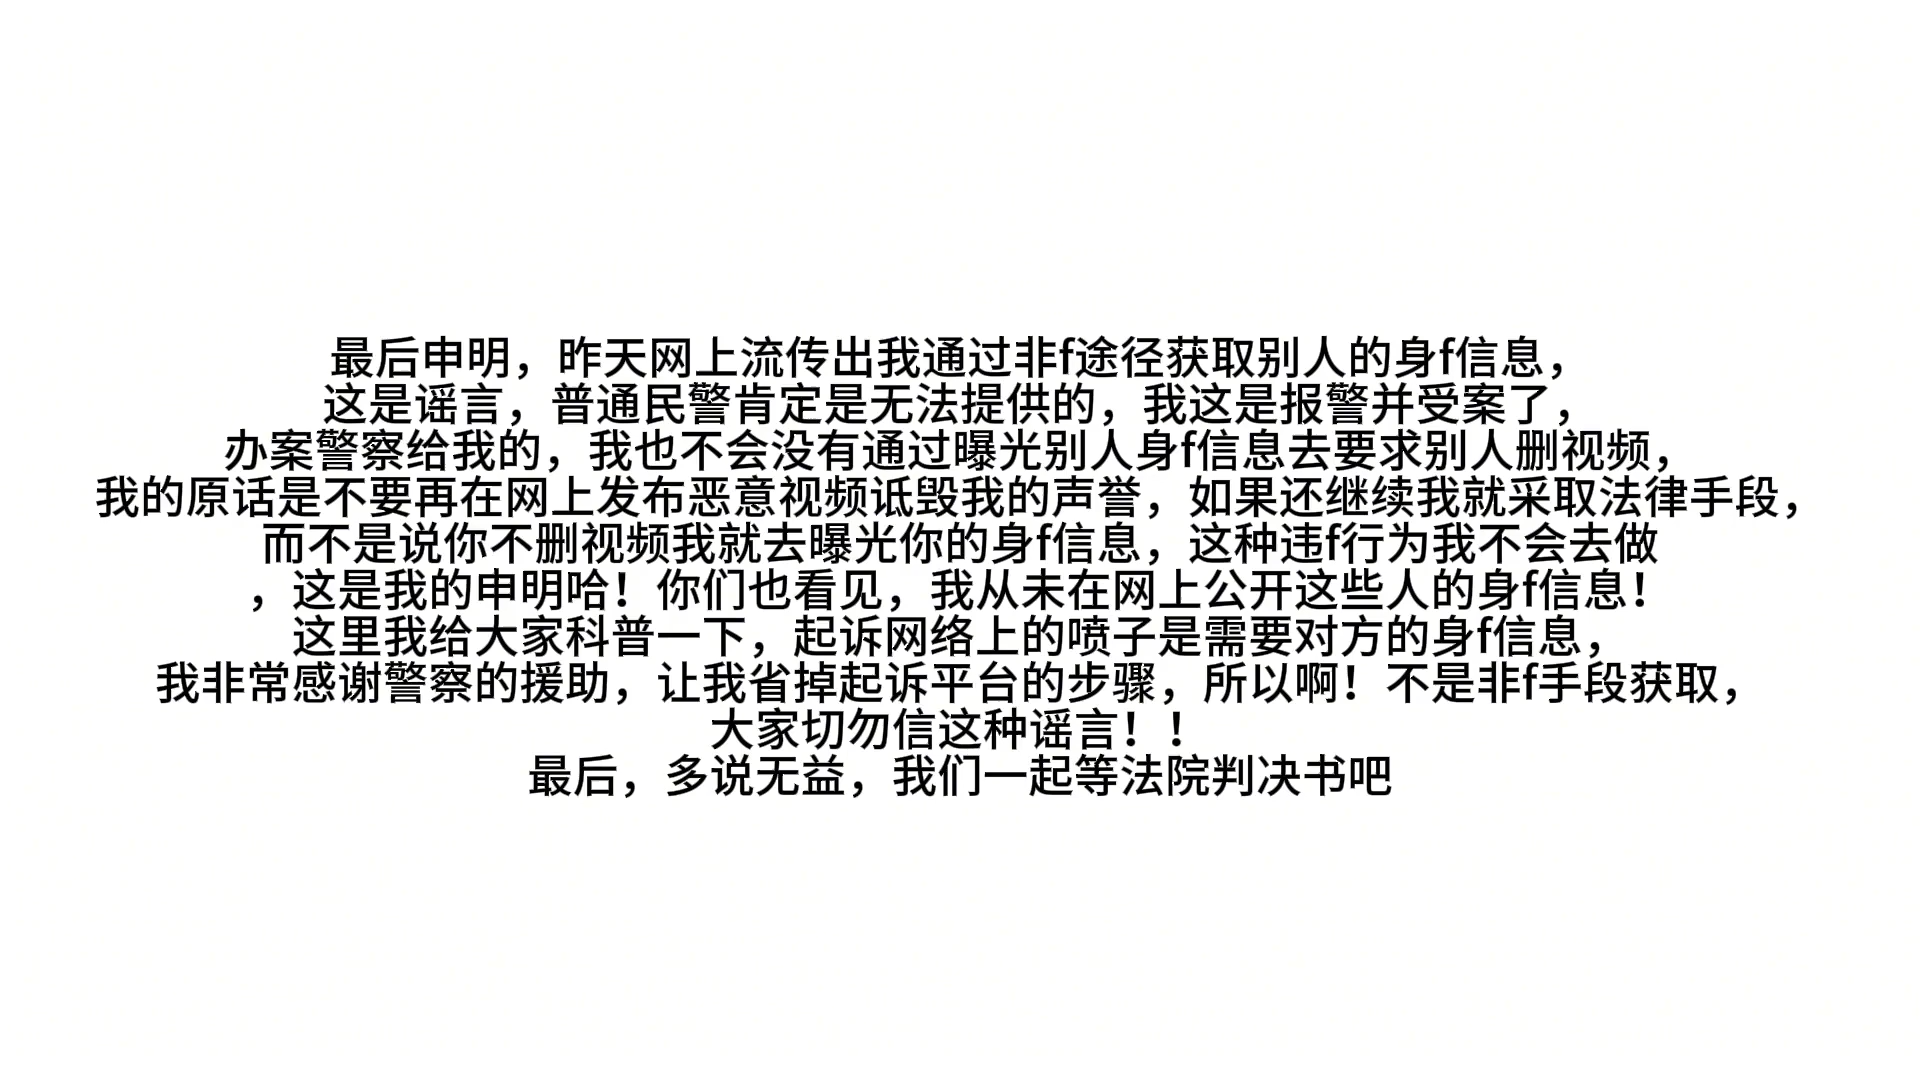 最后申明，昨天网上流传出我通过非f途径获取别人的身f信息，
这是谣言，普通民警肯定是无法提供的，我这是报警并受案了，
办案警察给我的，我也不会没有通过曝光别人身f信息去要求别人删视频，
我的原话是不要再在网上发布恶意视频诋毁我的声誉，如果还继续我就采取法律手段，
而不是说你不删视频我就去曝光你的身f信息，这种违f行为我不会去做
，这是我的申明哈！你们也看见，我从未在网上公开这些人的身f信息！
这里我给大家科普一下，起诉网络上的喷子是需要对方的身f信息，
我非常感谢警察的援助，让我省掉起诉平台的步骤，所以啊！不是非f手段获取，
大家切勿信这种谣言！！
最后，多说无益，我们一起等法院判决书吧